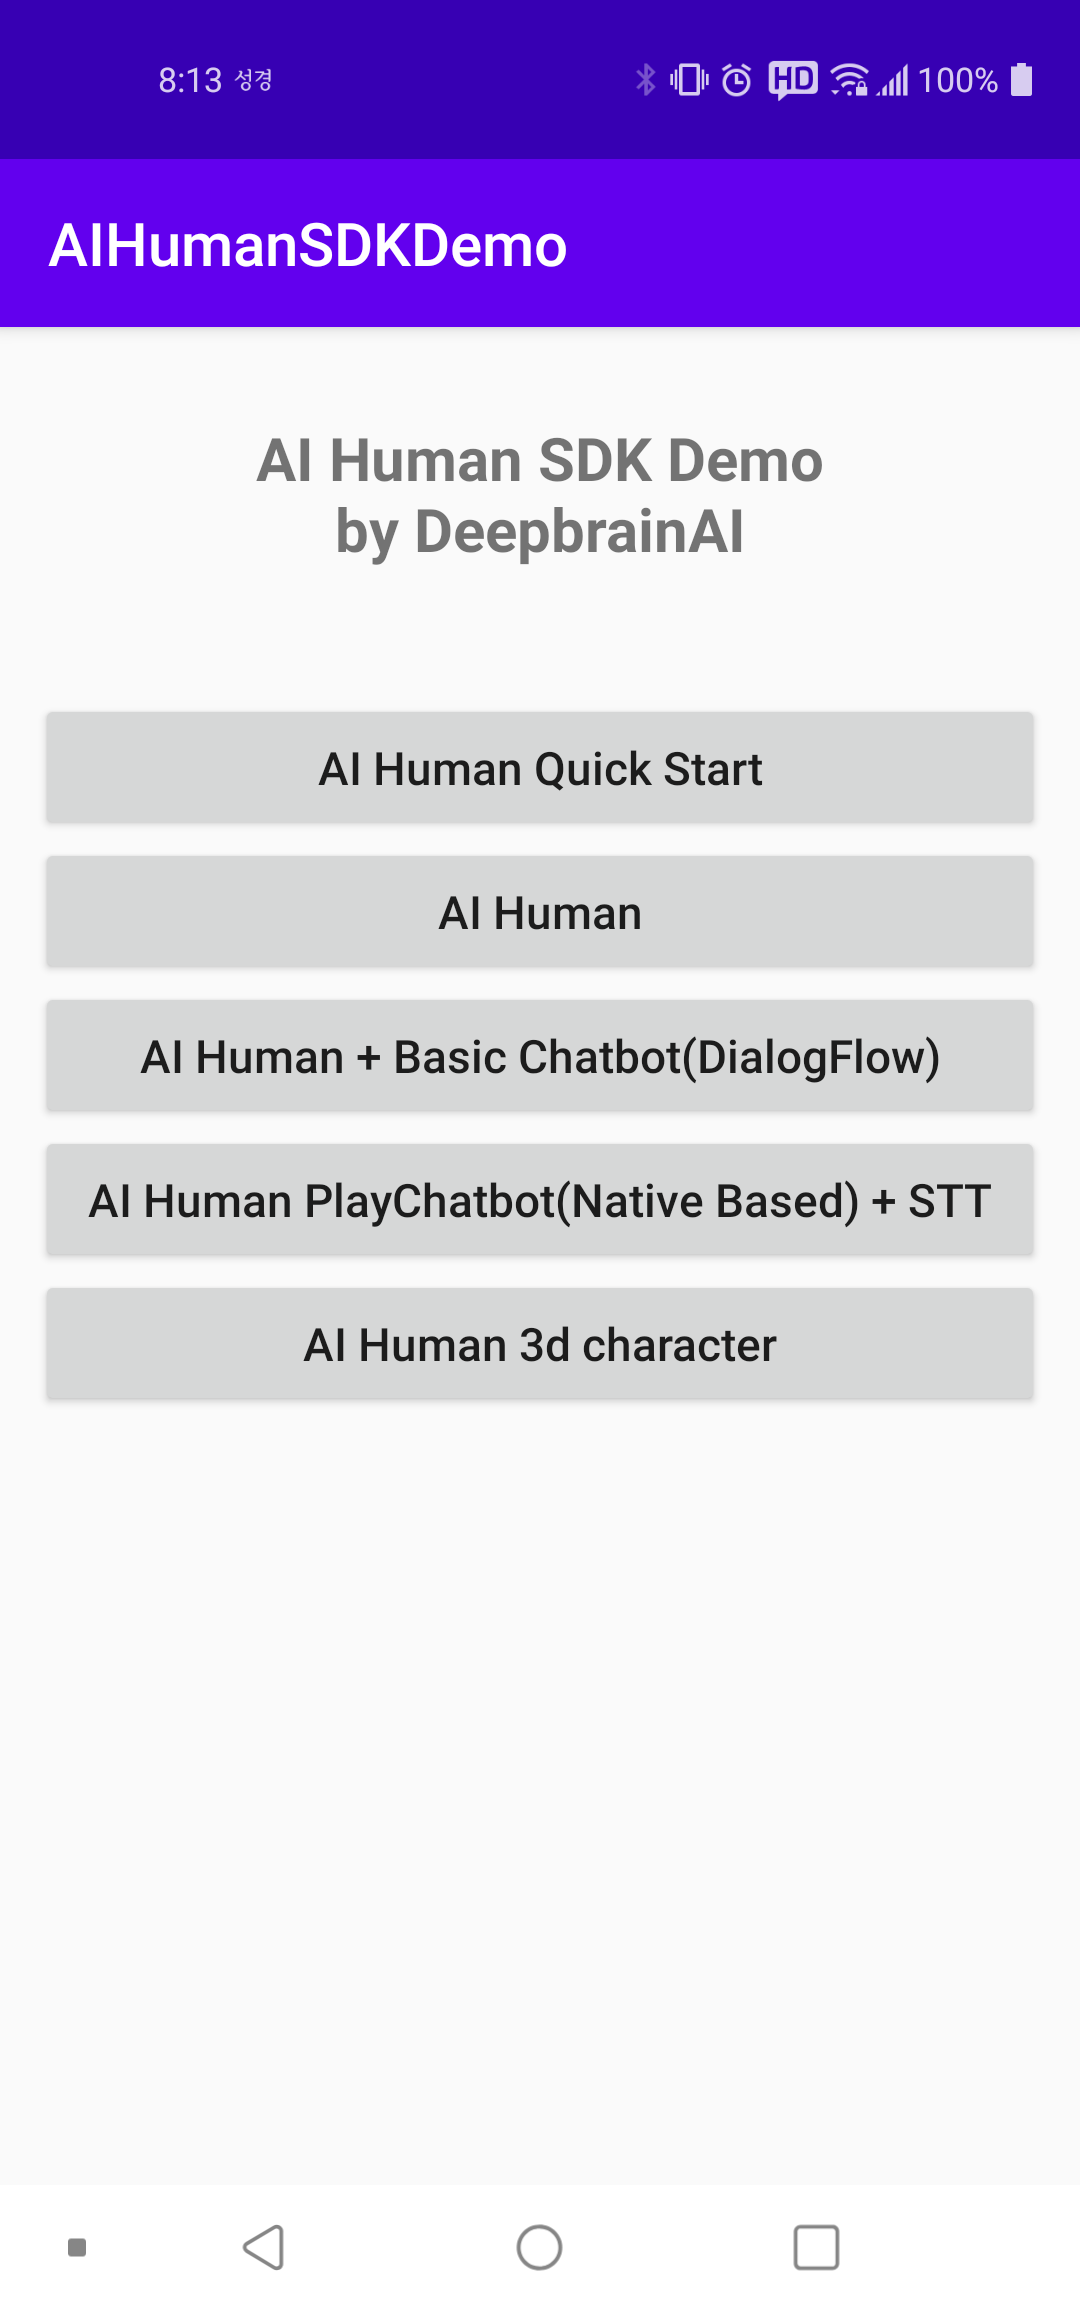 8:13 성경 HD 100%
AIHumanSDKDemo
AI Human SDK Demo
by DeepbrainAI
AI Human Quick Start
AI Human
AI Human + Basic Chatbot(DialogFlow)
AI Human PlayChatbot(Native Based) + STT
AI Human 3d character